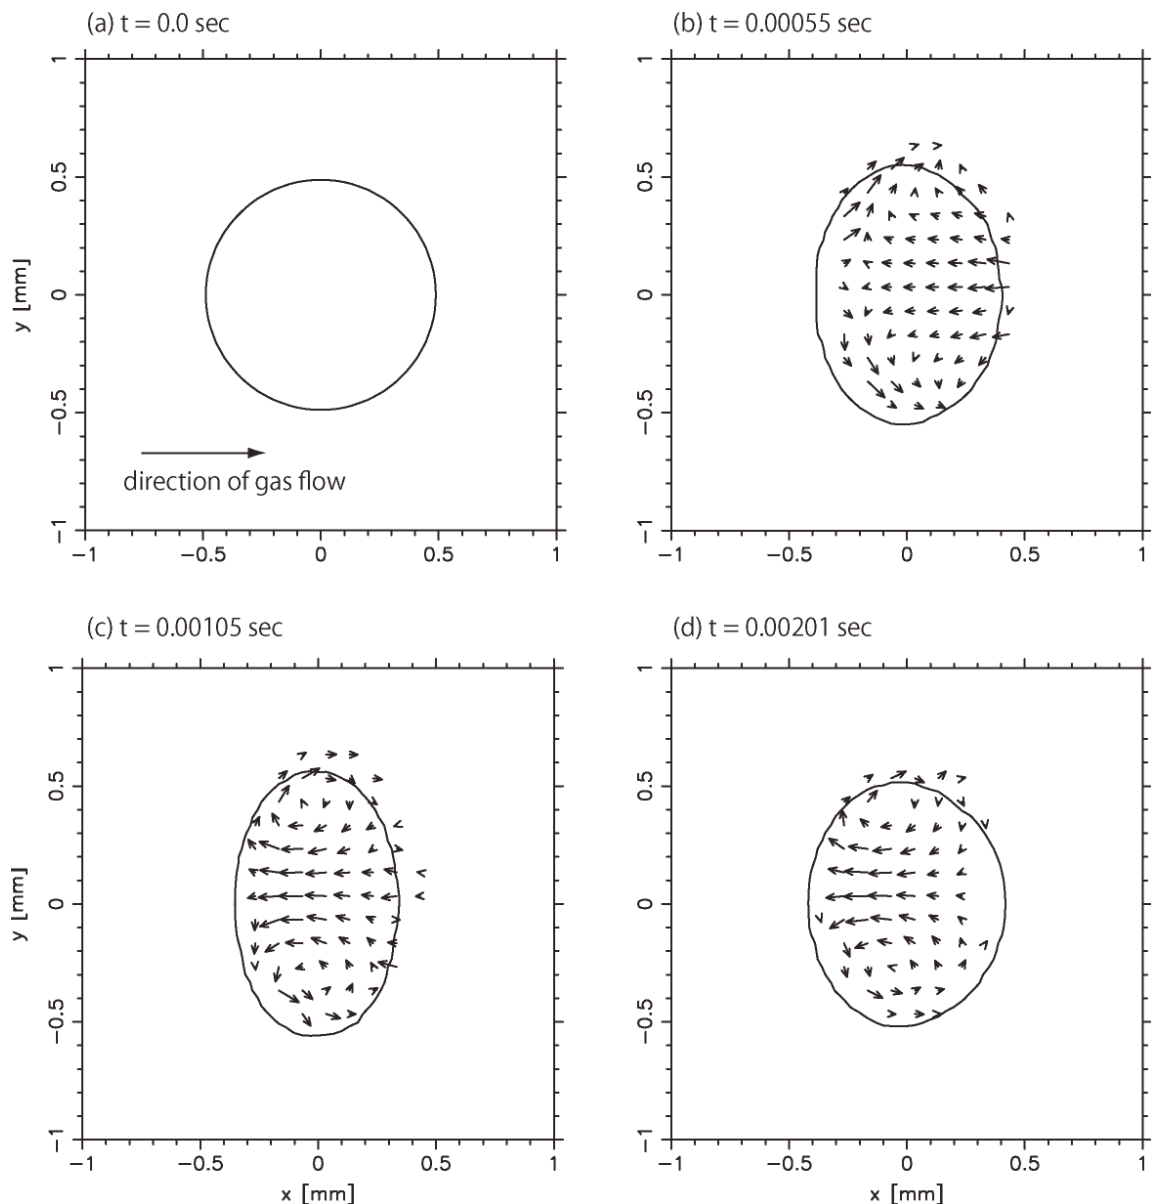 (a) t = 0.0 sec
(b) t = 0.00055 sec
1
1
0.5
0.5
y [mm]
0
0
−0.5
−0.5
direction of gas flow
−1
−1
−1 −0.5 0 0.5 1
−1 −0.5 0 0.5 1
(c) t = 0.00105 sec
(d) t = 0.00201 sec
1
1
0.5
0.5
y [mm]
0
0
−0.5
−0.5
−1
−1
−1 −0.5 0 0.5 1
−1 −0.5 0 0.5 1
x [mm]
x [mm]